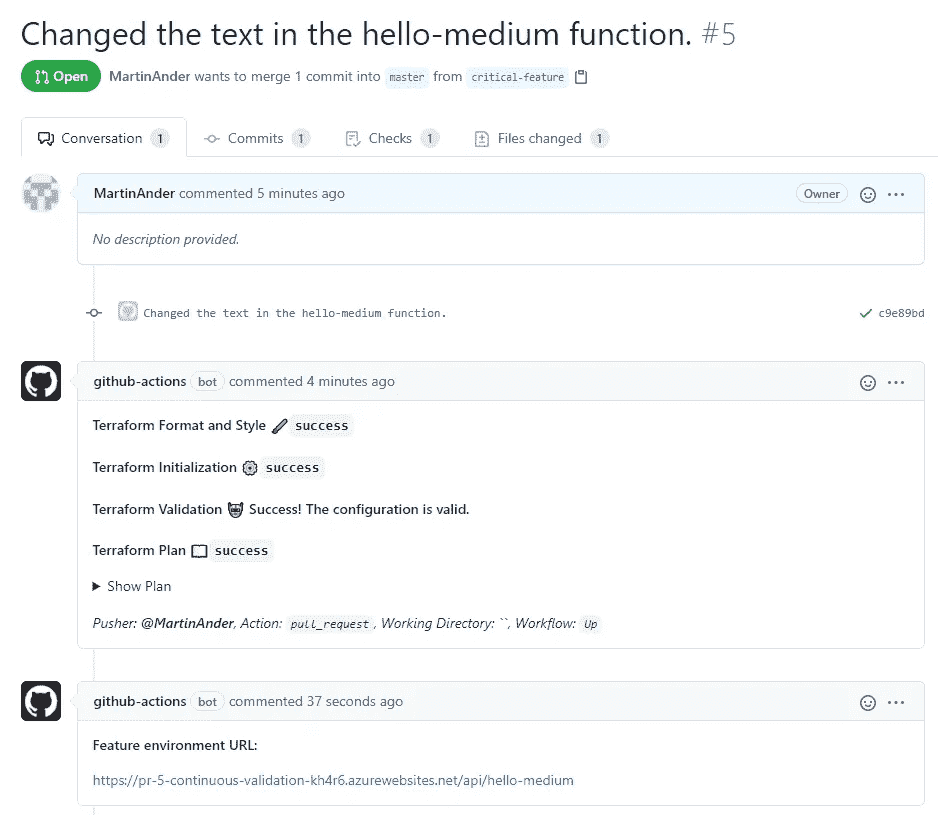 Changed the text in the hello-medium function. #5
Open MartinAnder wants to merge 1 commit into master from critical-feature
Conversation 1 Commits 1 Checks 1 Files changed 1
MartinAnder commented 5 minutes ago Owner
No description provided.
Changed the text in the hello-medium function. c9e89bd
github-actions bot commented 4 minutes ago
Terraform Format and Style 🖌 success
Terraform Initialization ⚙️ success
Terraform Validation 🤖 Success! The configuration is valid.
Terraform Plan 📖 success
Show Plan
Pusher: @MartinAnder, Action: pull_request, Working Directory: ``, Workflow: Up
github-actions bot commented 37 seconds ago
Feature environment URL:
https://pr-5-continuous-validation-kh4r6.azurewebsites.net/api/hello-medium